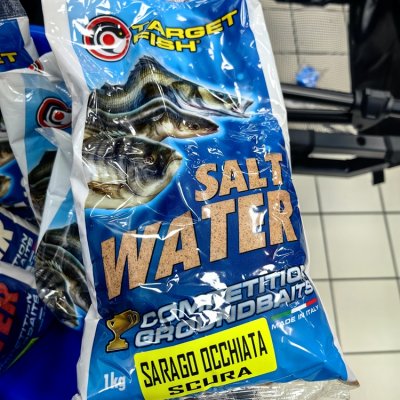 TARGET
FISH
SALT
WATER
COMPETITION
GROUNDBAITS
MADE IN ITALY
1kg
SARAGO OCCHIATA
SCURA